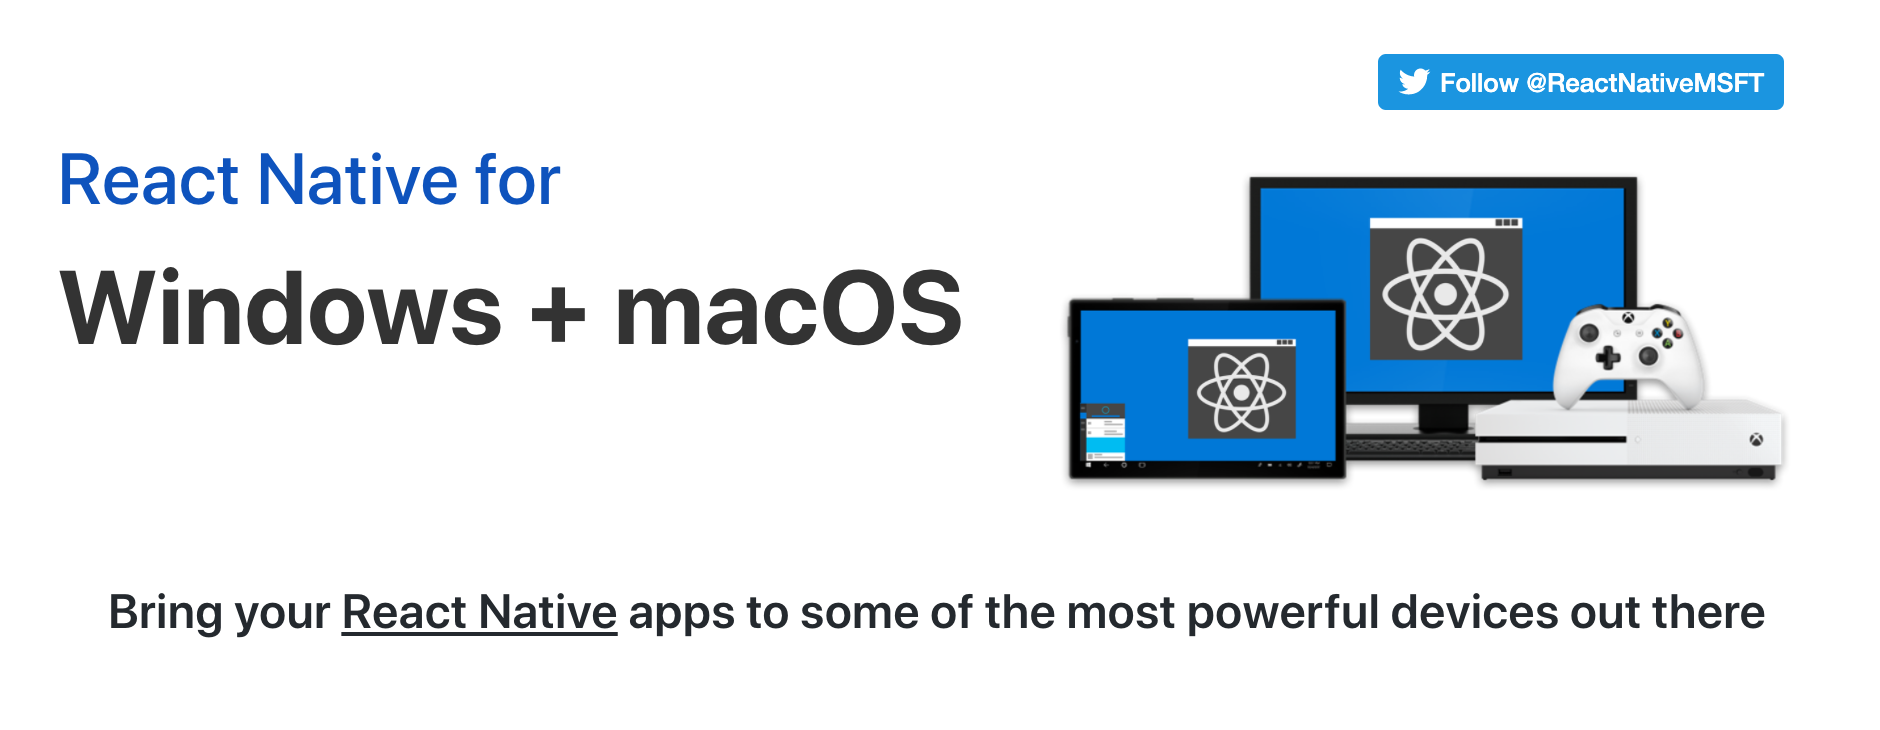 Follow @ReactNativeMSFT
React Native for
Windows + macOS
Bring your React Native apps to some of the most powerful devices out there